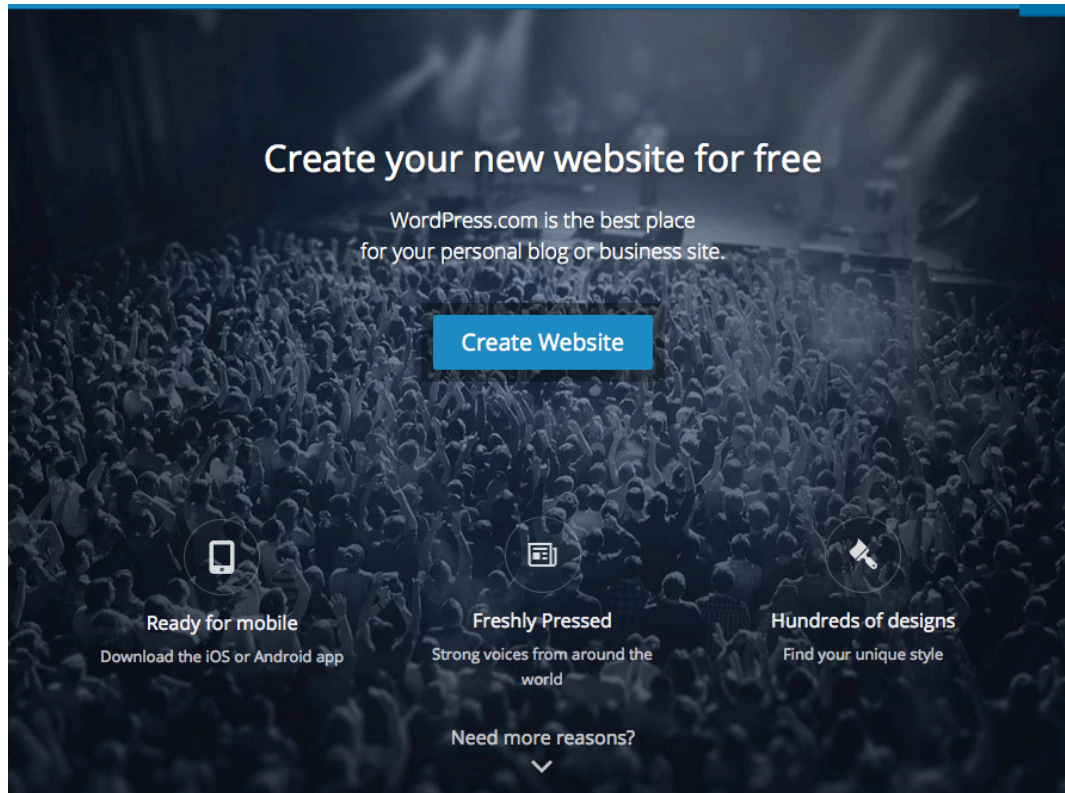 Create your new website for free
WordPress.com is the best place
for your personal blog or business site.
Create Website
Ready for mobile
Download the iOS or Android app
Freshly Pressed
Strong voices from around the
world
Hundreds of designs
Find your unique style
Need more reasons?